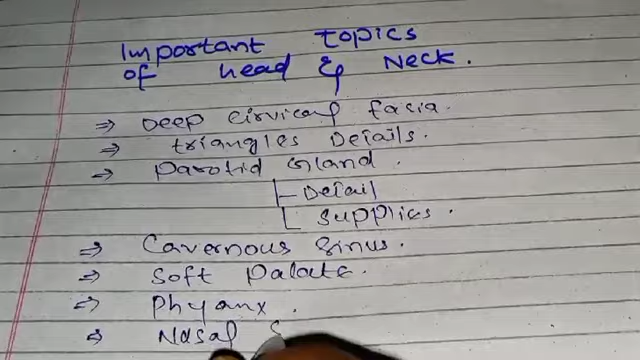 Important topics
of head & Neck.
⇒ Deep cirvical facia.
⇒ triangles Details.
⇒ Parotid Gland.
Detail
Supplies.
⇒ Cavernous Sinus.
⇒ Soft Palate.
⇒ Phyanx.
⇒ Nasal S